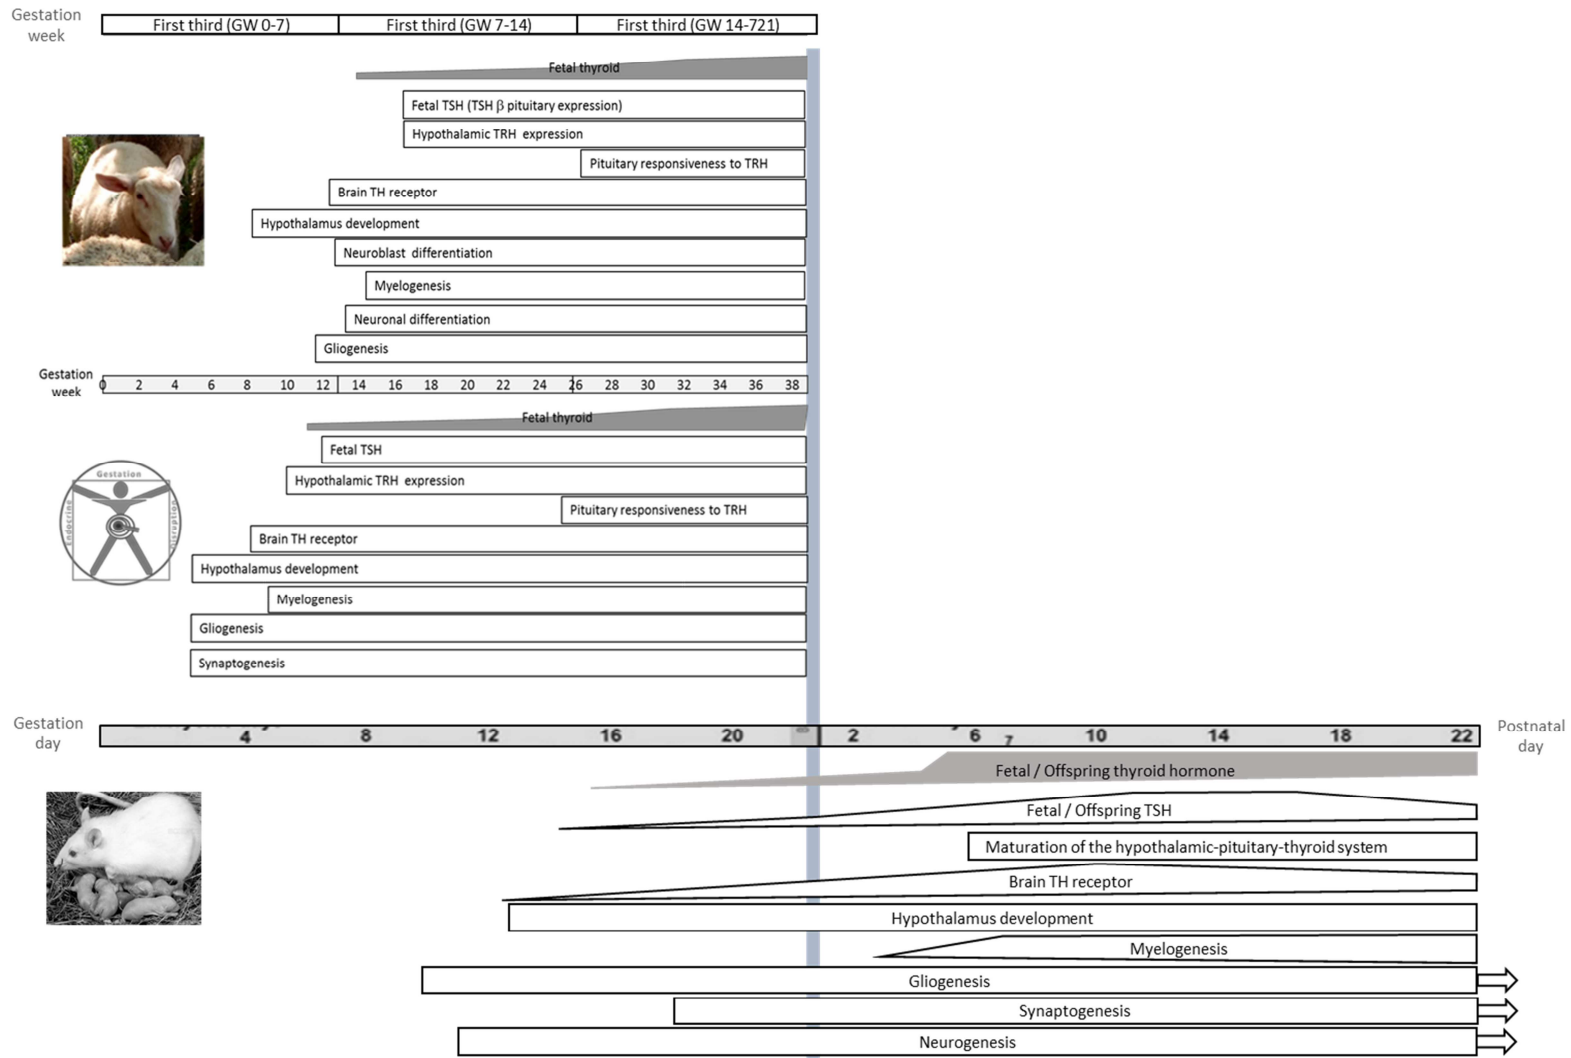 Gestation
week
First third (GW 0-7) First third (GW 7-14) First third (GW 14-721)
Fetal thyroid
Fetal TSH (TSH β pituitary expression)
Hypothalamic TRH expression
Pituitary responsiveness to TRH
Brain TH receptor
Hypothalamus development
Neuroblast differentiation
Myelogenesis
Neuronal differentiation
Gliogenesis
Gestation
week
0 2 4 6 8 10 12 14 16 18 20 22 24 26 28 30 32 34 36 38
Fetal thyroid
Fetal TSH
Hypothalamic TRH expression
Pituitary responsiveness to TRH
Brain TH receptor
Hypothalamus development
Myelogenesis
Gliogenesis
Synaptogenesis
Gestation
Endocrine
Disruption
Gestation
day
4 8 12 16 20 2 6 7 10 14 18 22
Postnatal
day
Fetal / Offspring thyroid hormone
Fetal / Offspring TSH
Maturation of the hypothalamic-pituitary-thyroid system
Brain TH receptor
Hypothalamus development
Myelogenesis
Gliogenesis
Synaptogenesis
Neurogenesis